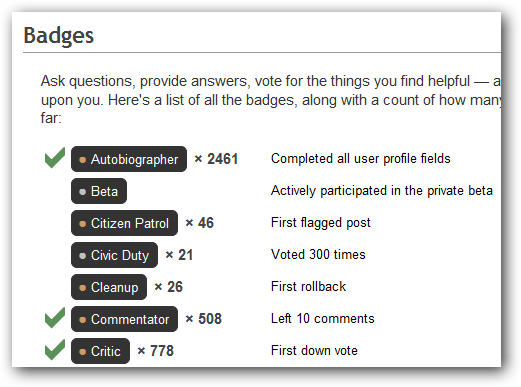 Badges
Ask questions, provide answers, vote for the things you find helpful —
upon you. Here's a list of all the badges, along with a count of how many
far:
Autobiographer × 2461 Completed all user profile fields
Beta Actively participated in the private beta
Citizen Patrol × 46 First flagged post
Civic Duty × 21 Voted 300 times
Cleanup × 26 First rollback
Commentator × 508 Left 10 comments
Critic × 778 First down vote